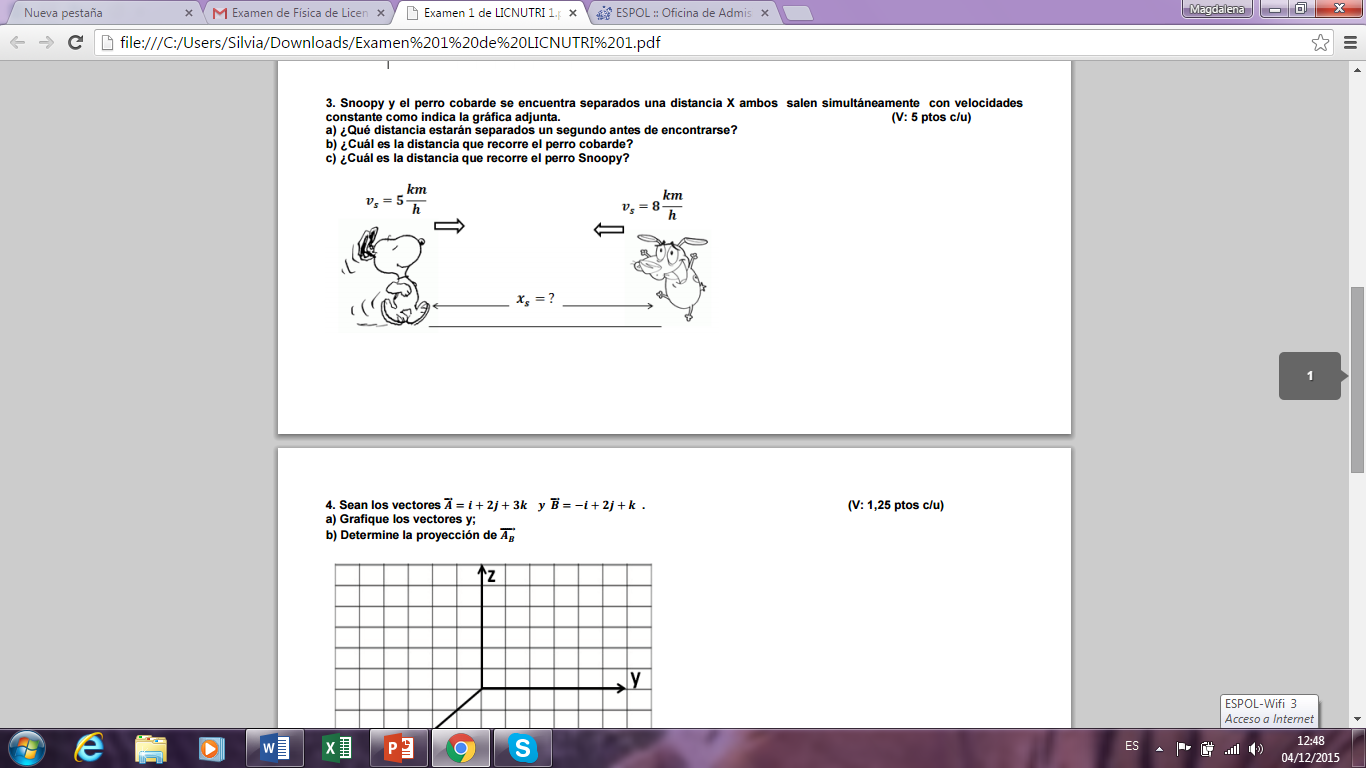 Nueva pestaña
Examen de Física de Licen
Examen 1 de LICNUTRI 1.p
ESPOL :: Oficina de Admis
Magdalena
file:///C:/Users/Silvia/Downloads/Examen%201%20de%20LICNUTRI%201.pdf
3. Snoopy y el perro cobarde se encuentra separados una distancia X ambos salen simultáneamente con velocidades
constante como indica la gráfica adjunta. (V: 5 ptos c/u)
a) ¿Qué distancia estarán separados un segundo antes de encontrarse?
b) ¿Cuál es la distancia que recorre el perro cobarde?
c) ¿Cuál es la distancia que recorre el perro Snoopy?
v_s = 5 km/h
v_s = 8 km/h
x_s = ?
1
4. Sean los vectores A⃗ = i + 2j + 3k y B⃗ = −i + 2j + k . (V: 1,25 ptos c/u)
a) Grafique los vectores y;
b) Determine la proyección de A_B⃗
z
y
ESPOL-Wifi 3
Acceso a Internet
ES
12:48
04/12/2015